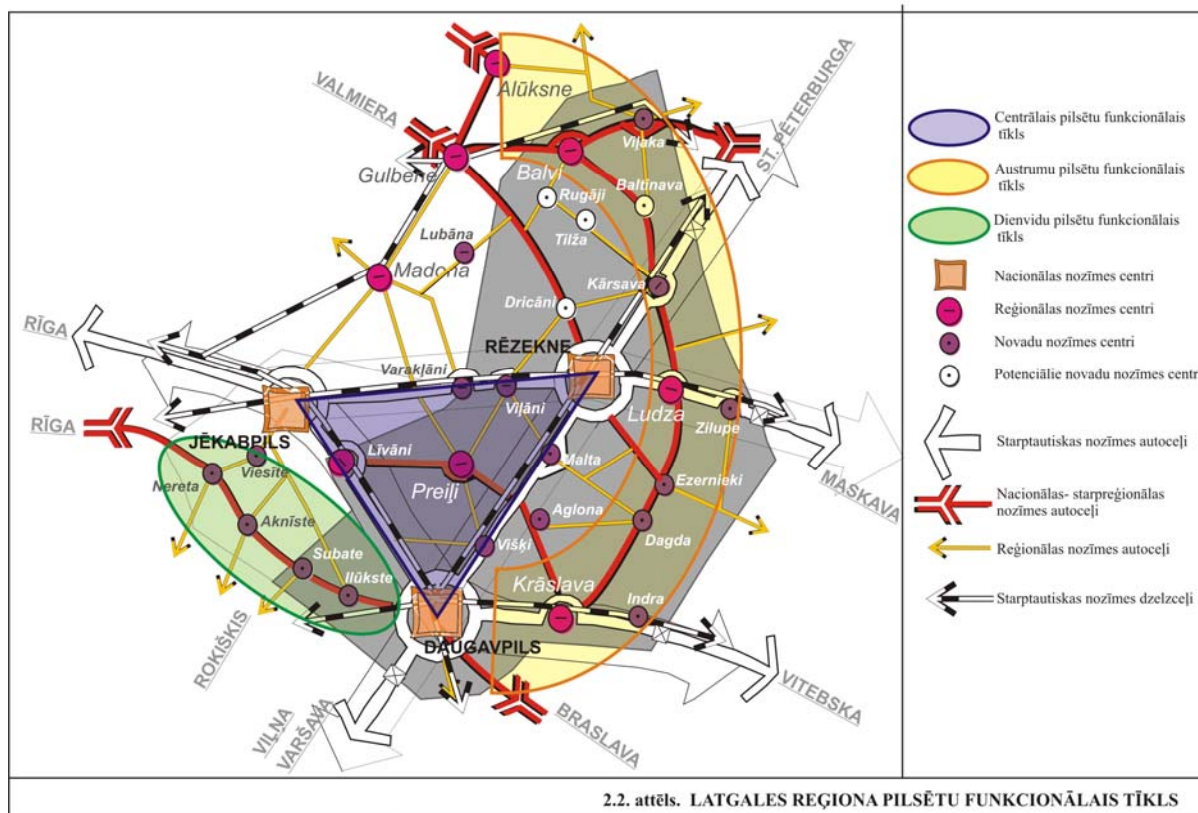 Alūksne
VALMIERA
ST. PĒTERBURGA
Viļaka
Gulbene
Balvi
Rugāji
Baltinava
Tilža
Lubāna
Madona
Kārsava
Dricāni
RĪGA
RĒZEKNE
Varakļāni
Viļāni
Ludza
Zilupe
RĪGA
JĒKABPILS
Līvāni
Malta
MASKAVA
Viesīte
Nereta
Preiļi
Ezernieki
Aknīste
Aglona
Dagda
Subate
Višķi
Ilūkste
Krāslava
Indra
ROKIŠĶIS
DAUGAVPILS
VITEBSKA
VIĻŅA
VARŠAVA
BRASLAVA
Centrālais pilsētu funkcionālais
tīkls
Austrumu pilsētu funkcionālais
tīkls
Dienvidu pilsētu funkcionālais
tīkls
Nacionālas nozīmes centri
Reģionālas nozīmes centri
Novadu nozīmes centri
Potenciālie novadu nozīmes centr
Starptautiskas nozīmes autoceļi
Nacionālas- starpreģionālas
nozīmes autoceļi
Reģionālas nozīmes autoceļi
Starptautiskas nozīmes dzelzceļi
2.2. attēls. LATGALES REĢIONA PILSĒTU FUNKCIONĀLAIS TĪKLS